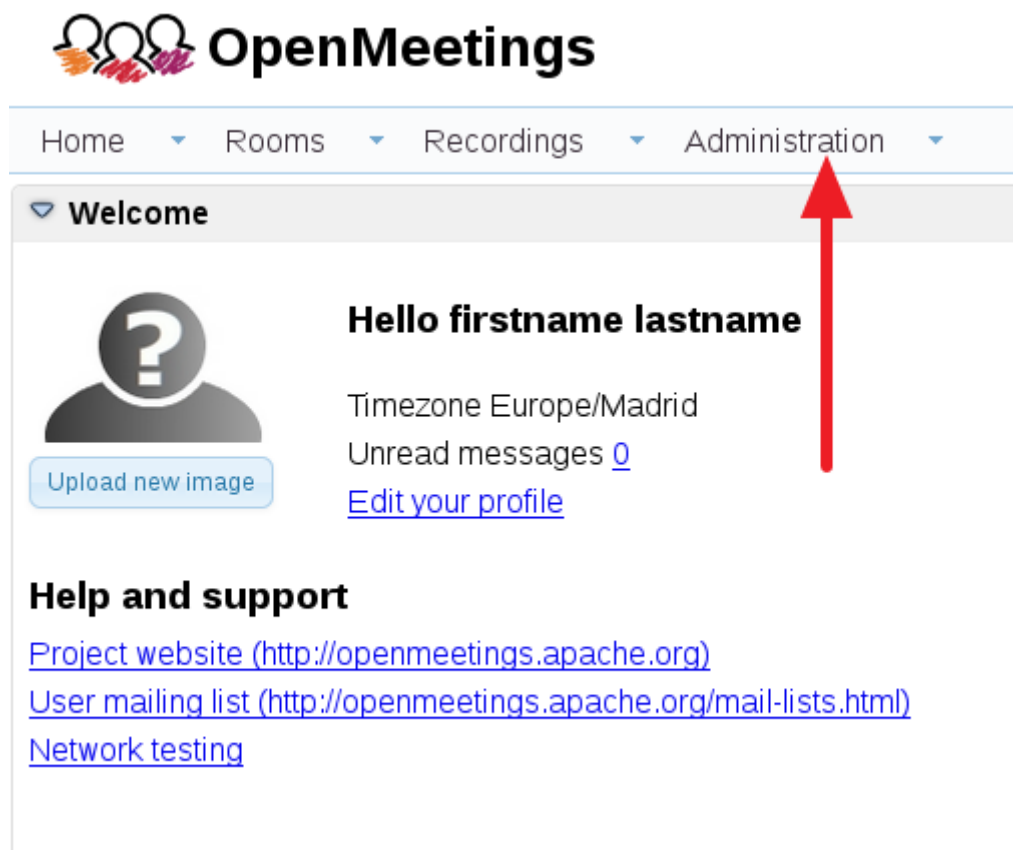 OpenMeetings
Home Rooms Recordings Administration
Welcome
?
Hello firstname lastname
Timezone Europe/Madrid
Unread messages 0
Upload new image
Edit your profile
Help and support
Project website (http://openmeetings.apache.org)
User mailing list (http://openmeetings.apache.org/mail-lists.html)
Network testing